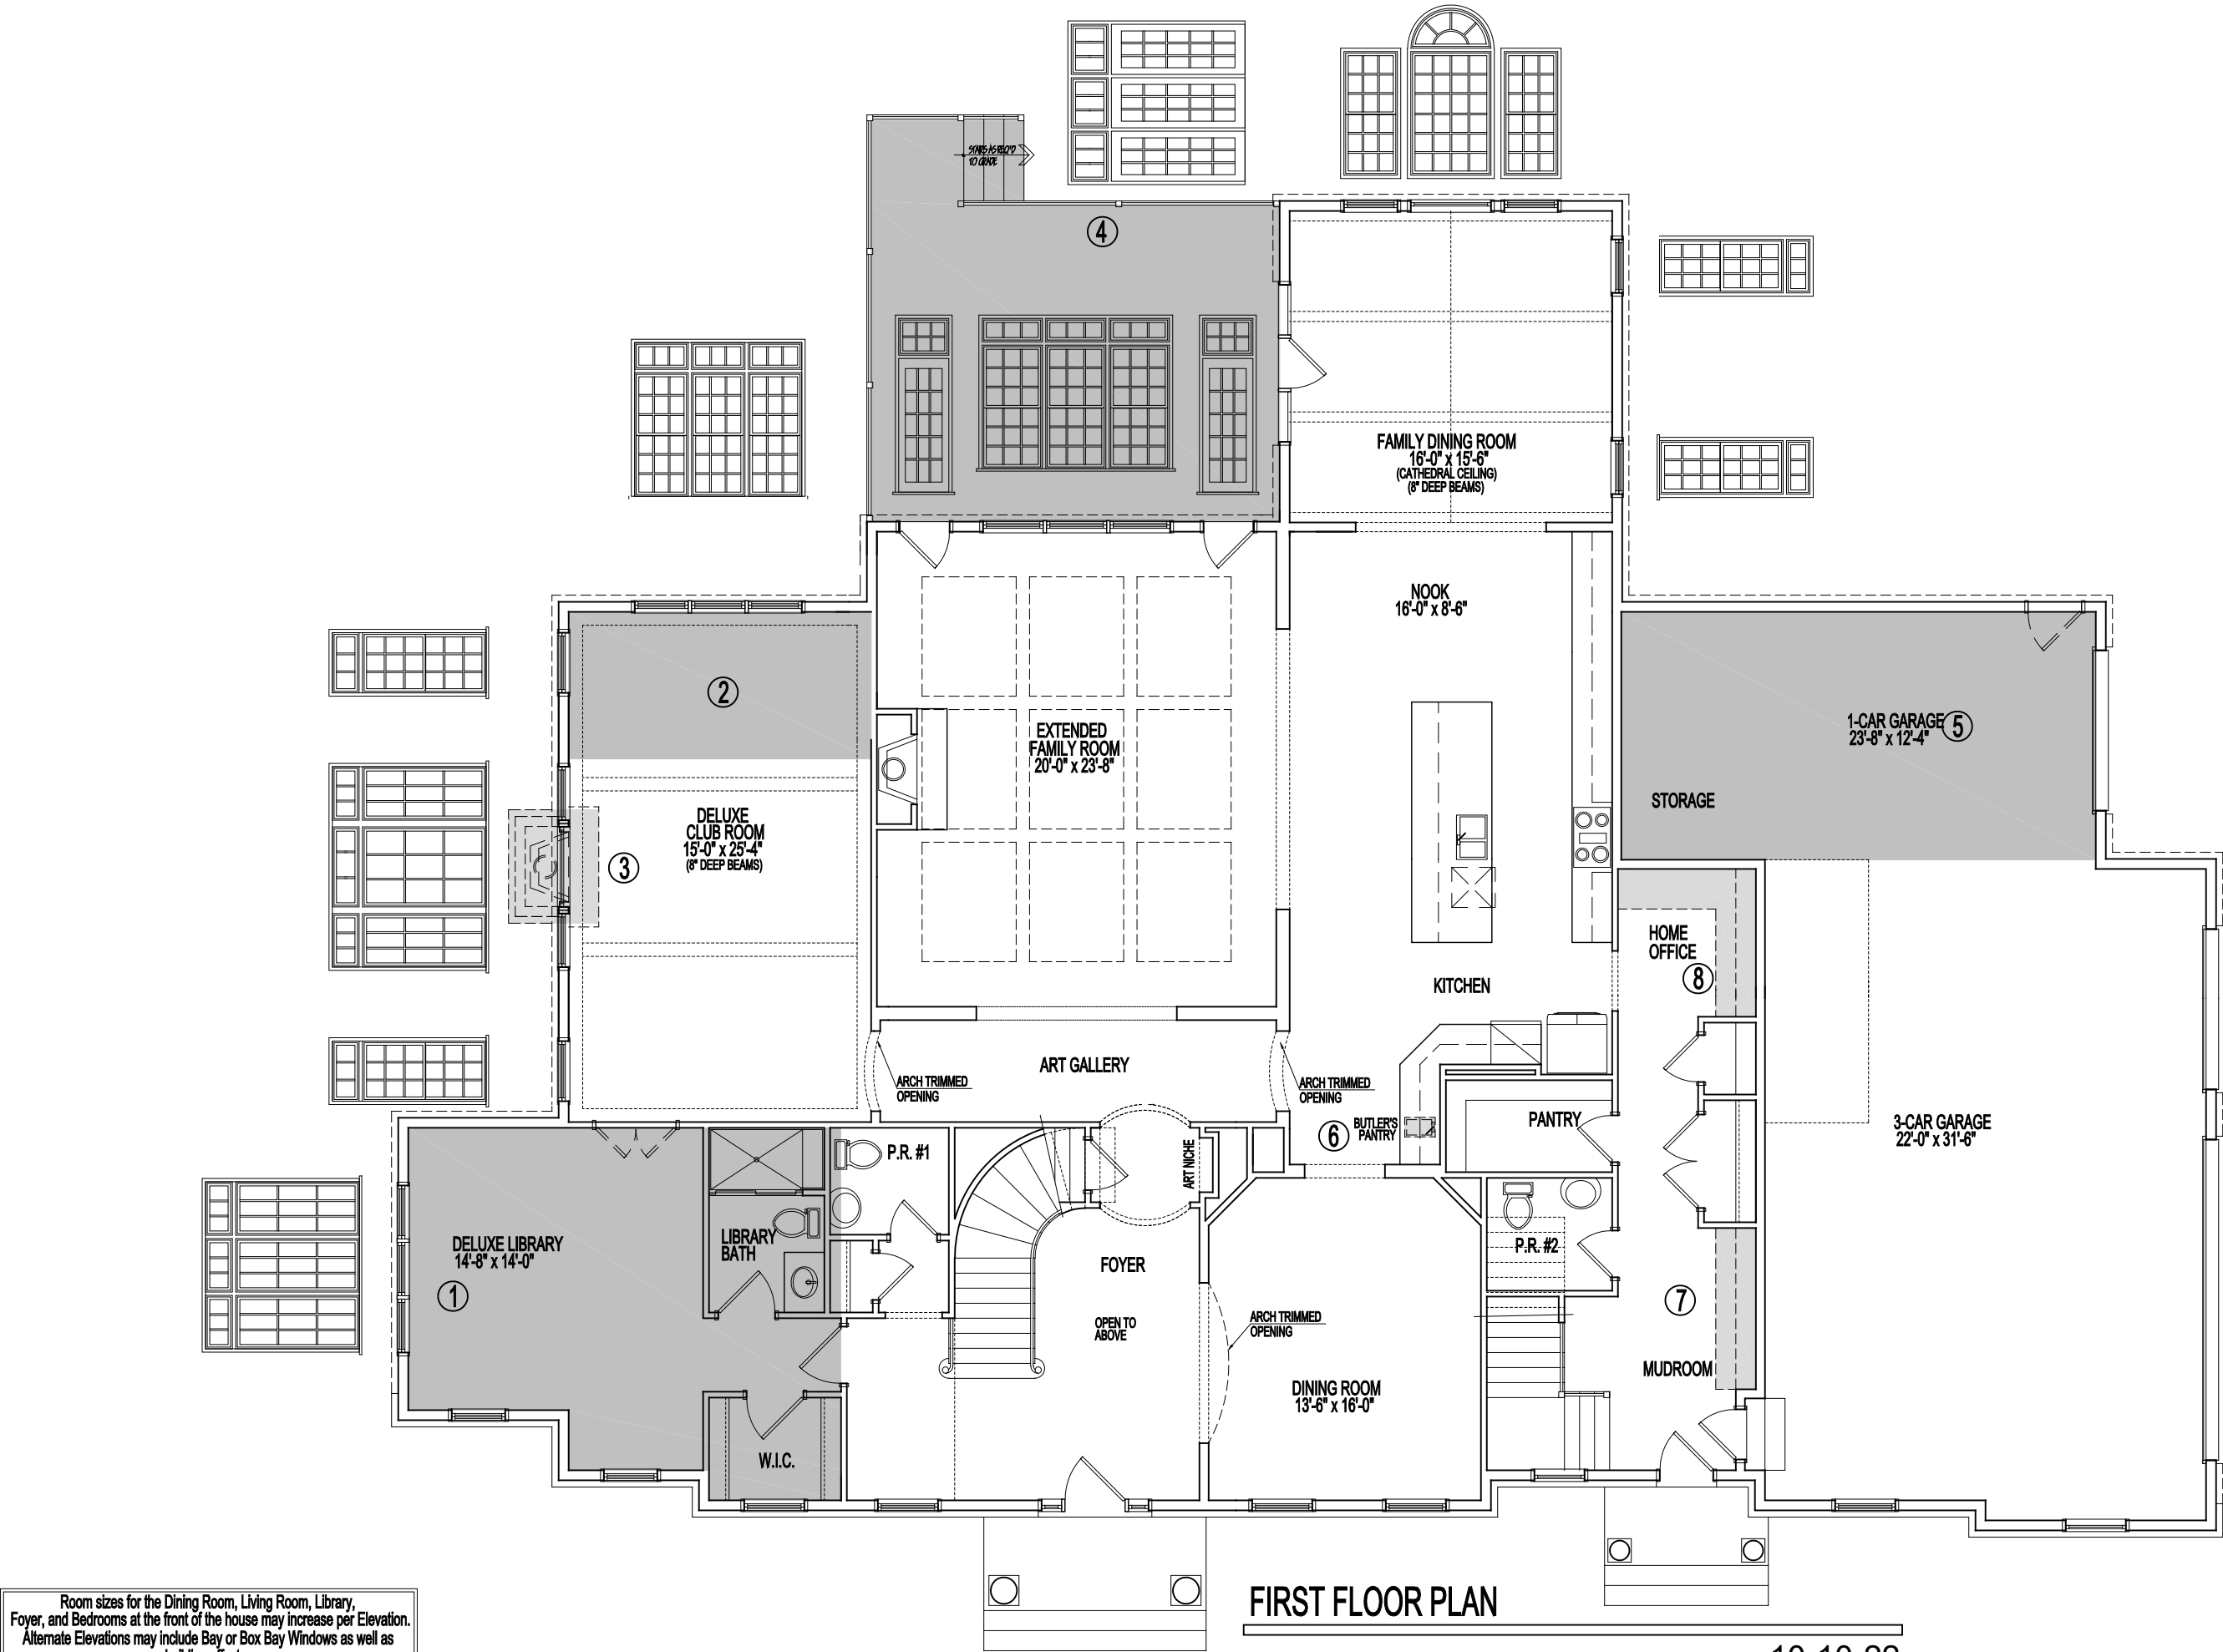 STAIRS AS REQ'D
TO GRADE
4
FAMILY DINING ROOM
16'-0" x 15'-6"
(CATHEDRAL CEILING)
(8" DEEP BEAMS)
NOOK
16'-0" x 8'-6"
2
EXTENDED
FAMILY ROOM
20'-0" x 23'-8"
1-CAR GARAGE
23'-8" x 12'-4"
5
STORAGE
DELUXE
CLUB ROOM
15'-0" x 25'-4"
(8" DEEP BEAMS)
3
HOME
OFFICE
8
KITCHEN
ART GALLERY
ARCH TRIMMED
OPENING
ARCH TRIMMED
OPENING
6
BUTLER'S
PANTRY
PANTRY
3-CAR GARAGE
22'-0" x 31'-6"
P.R. #1
ART NICHE
LIBRARY
BATH
DELUXE LIBRARY
14'-8" x 14'-0"
1
FOYER
P.R. #2
OPEN TO
ABOVE
ARCH TRIMMED
OPENING
7
MUDROOM
DINING ROOM
13'-6" x 16'-0"
W.I.C.
Room sizes for the Dining Room, Living Room, Library,
Foyer, and Bedrooms at the front of the house may increase per Elevation.
Alternate Elevations may include Bay or Box Bay Windows as well as
FIRST FLOOR PLAN